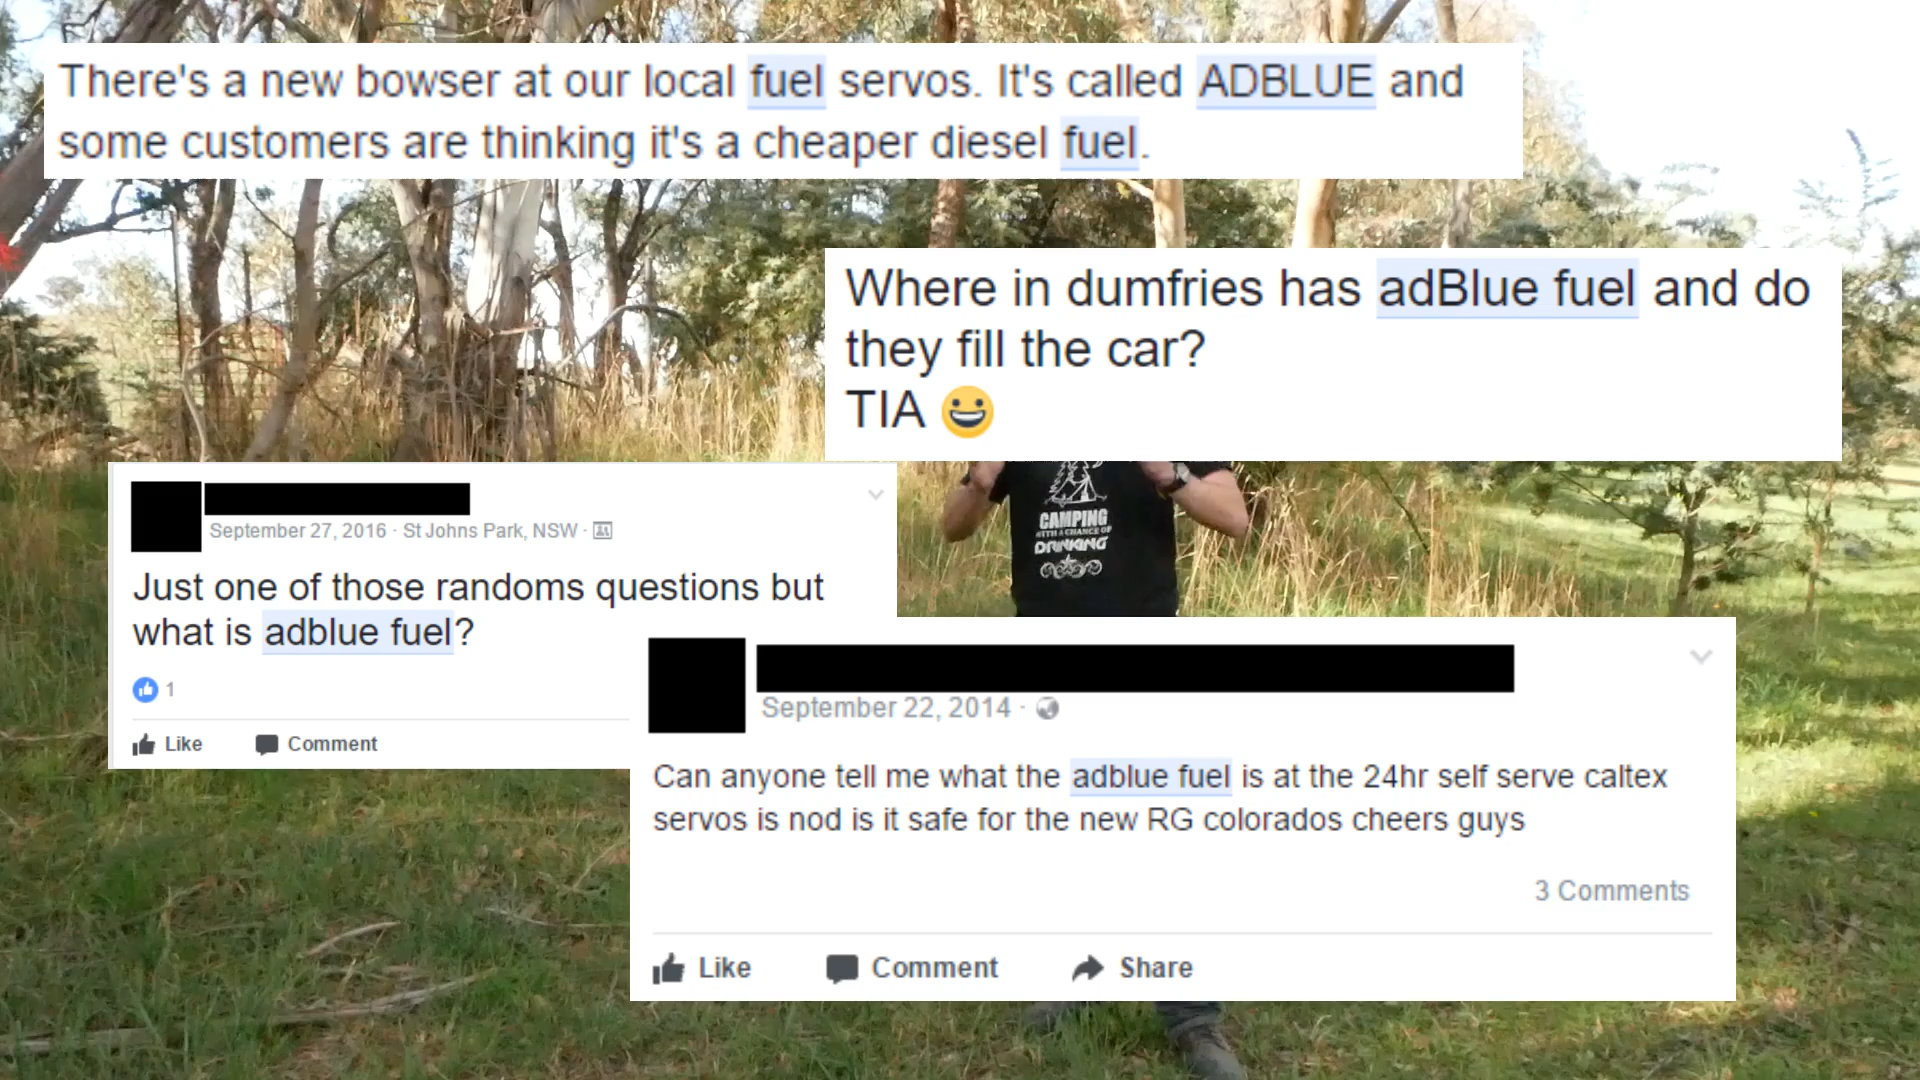 There's a new bowser at our local fuel servos. It's called ADBLUE and
some customers are thinking it's a cheaper diesel fuel.
Where in dumfries has adBlue fuel and do
they fill the car?
TIA 😀
September 27, 2016 · St Johns Park, NSW ·
Just one of those randoms questions but
what is adblue fuel?
1
Like Comment
CAMPING
WITH A CHANCE OF
DRINKING
September 22, 2014 ·
Can anyone tell me what the adblue fuel is at the 24hr self serve caltex
servos is nod is it safe for the new RG colorados cheers guys
3 Comments
Like Comment Share